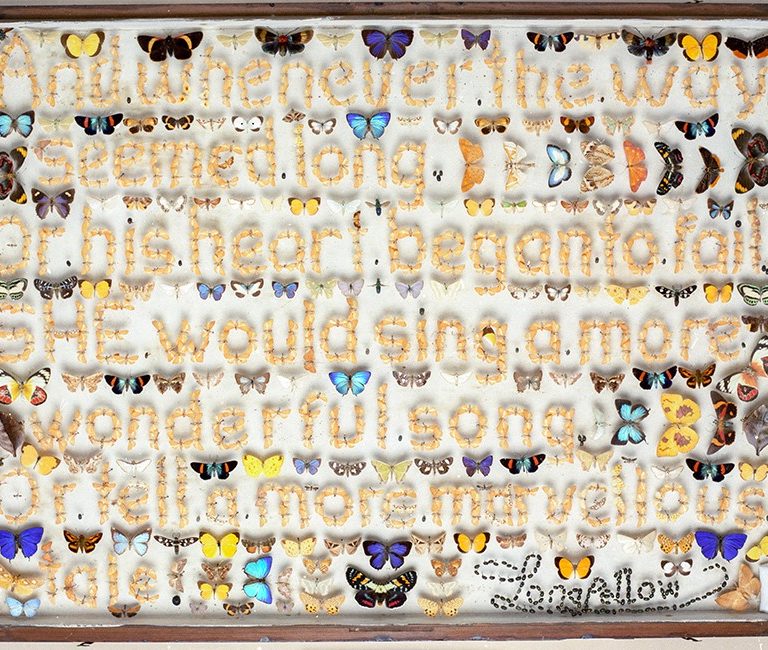 And whenever the way
seemed long,
or his heart began to fail
SHE would sing a more
wonderful song
or tell a more marvellous
tale.
Longfellow